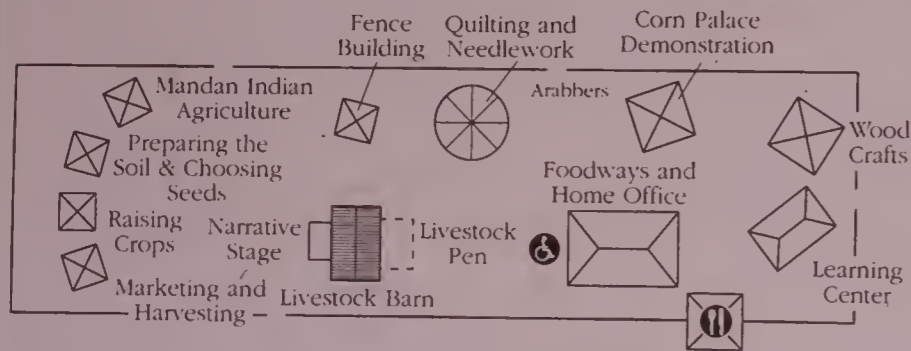 Fence
Building
Quilting and
Needlework
Corn Palace
Demonstration
Mandan Indian
Agriculture
Arabbers
Preparing the
Soil & Choosing
Seeds
Wood
Crafts
Foodways and
Home Office
Raising
Crops
Narrative
Stage
Livestock
Pen
Learning
Center
Marketing and
Harvesting
Livestock Barn